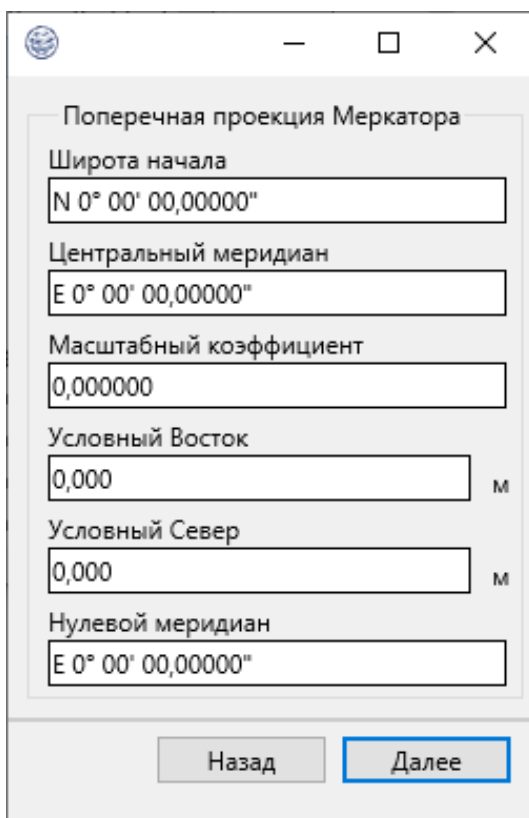 Поперечная проекция Меркатора
Широта начала
N 0° 00' 00,00000"
Центральный меридиан
E 0° 00' 00,00000"
Масштабный коэффициент
0,000000
Условный Восток
0,000 м
Условный Север
0,000 м
Нулевой меридиан
E 0° 00' 00,00000"
Назад Далее